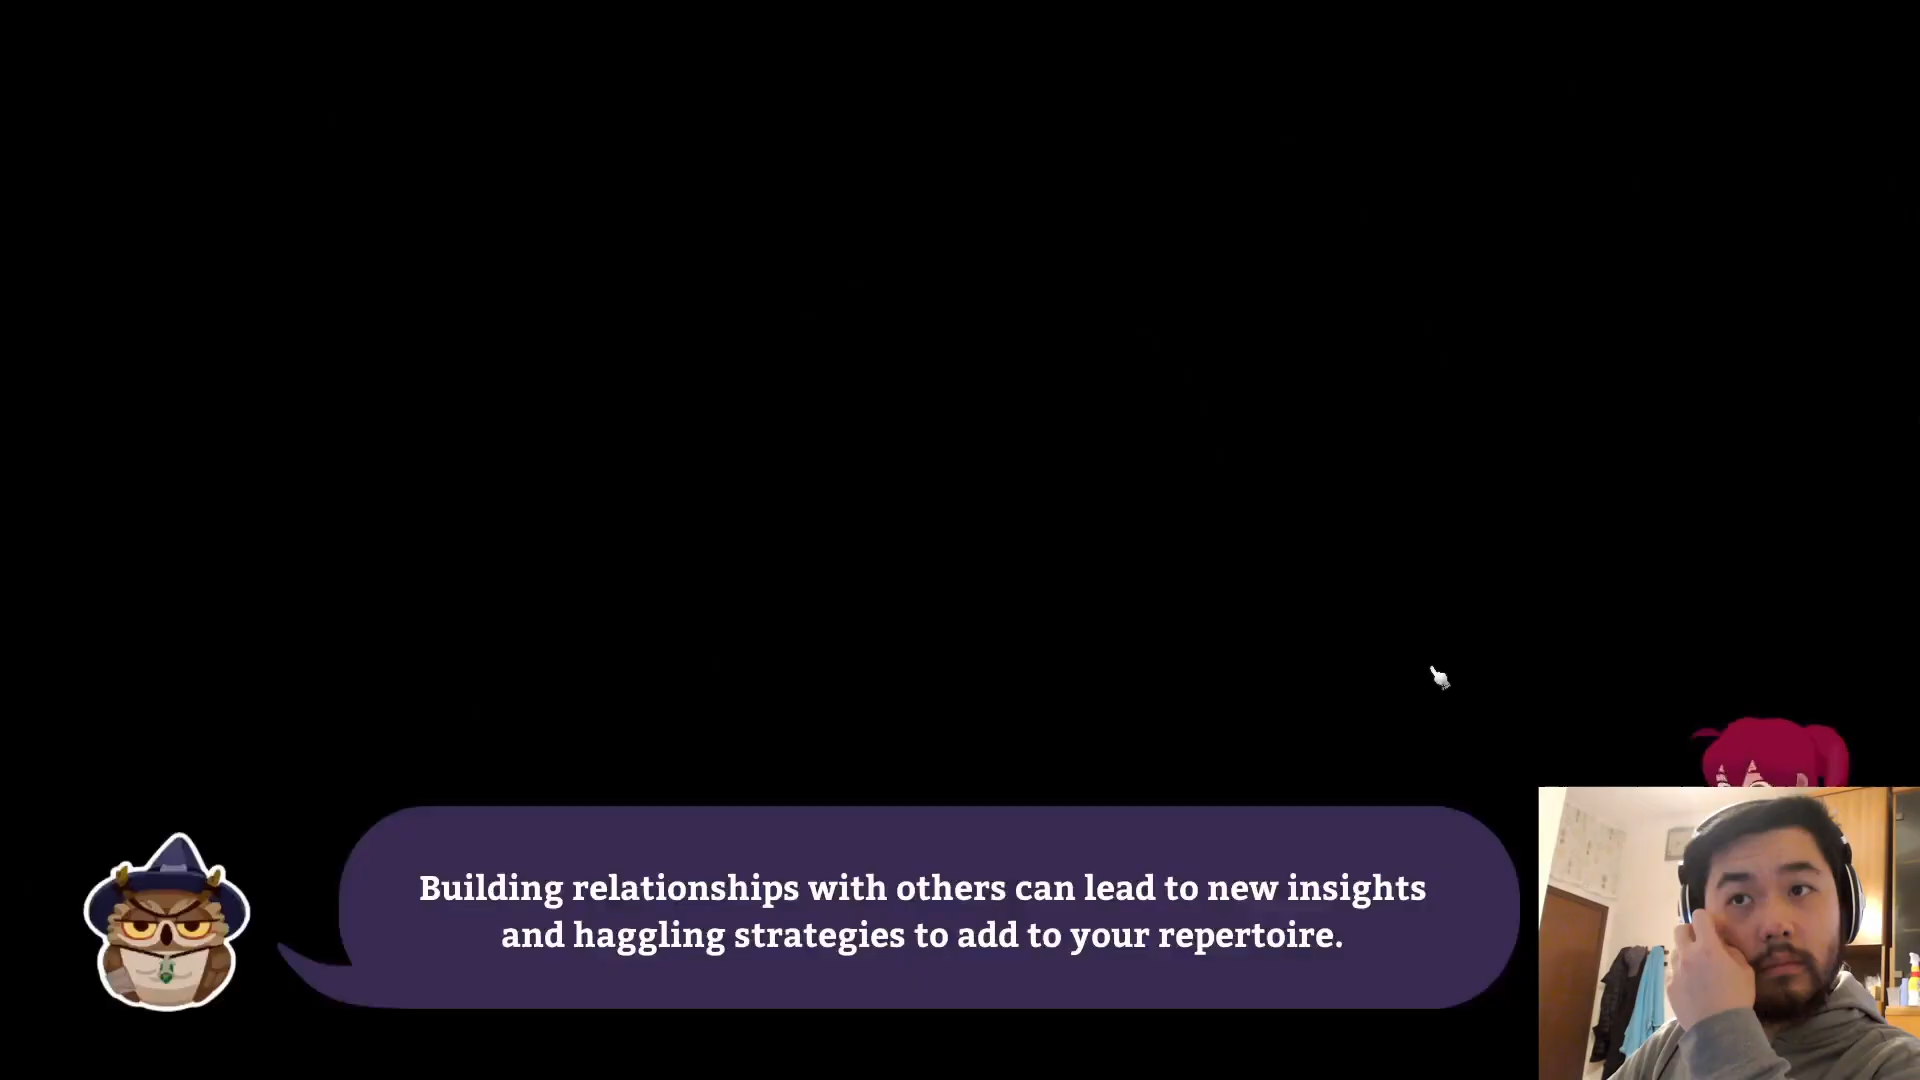 Building relationships with others can lead to new insights
and haggling strategies to add to your repertoire.